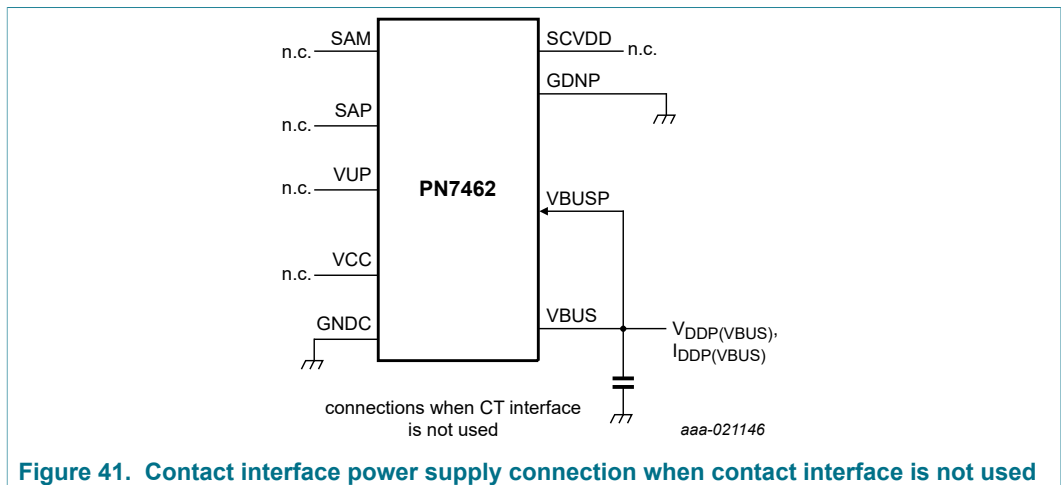 SAM
n.c.
SCVDD
n.c.
GDNP
SAP
n.c.
VUP
n.c.
PN7462
VBUSP
VCC
n.c.
GNDC
VBUS
VDDP(VBUS),
IDDP(VBUS)
connections when CT interface
is not used
aaa-021146
Figure 41. Contact interface power supply connection when contact interface is not used